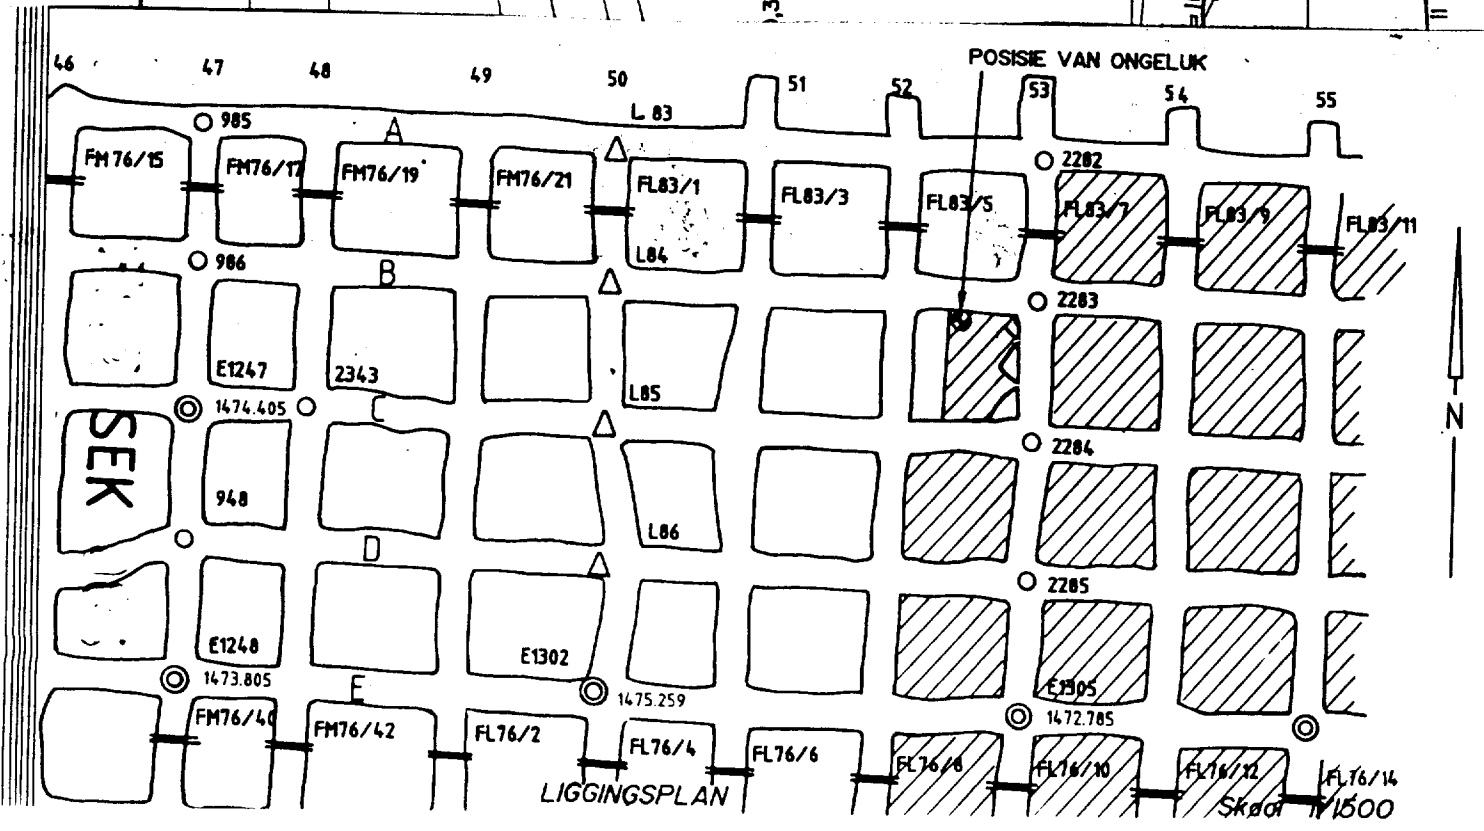 46 47 48 49 50 51 52 53 54 55
POSISIE VAN ONGELUK
L 83
985
A
2282
FM76/15 FM76/17 FM76/19 FM76/21 FL83/1 FL83/3 FL83/5 FL83/7 FL83/9 FL83/11
L84
986
B
2283
E1247 2343 L85
1474.405
C
N
2284
SEK
948
L86
D
2285
E1248 E1302 E1305
1473.805
E
1475.259
1472.785
FM76/40 FM76/42 FL76/2 FL76/4 FL76/6 FL76/8 FL76/10 FL76/12 FL76/14
LIGGINGSPLAN
Skaal 1/1500